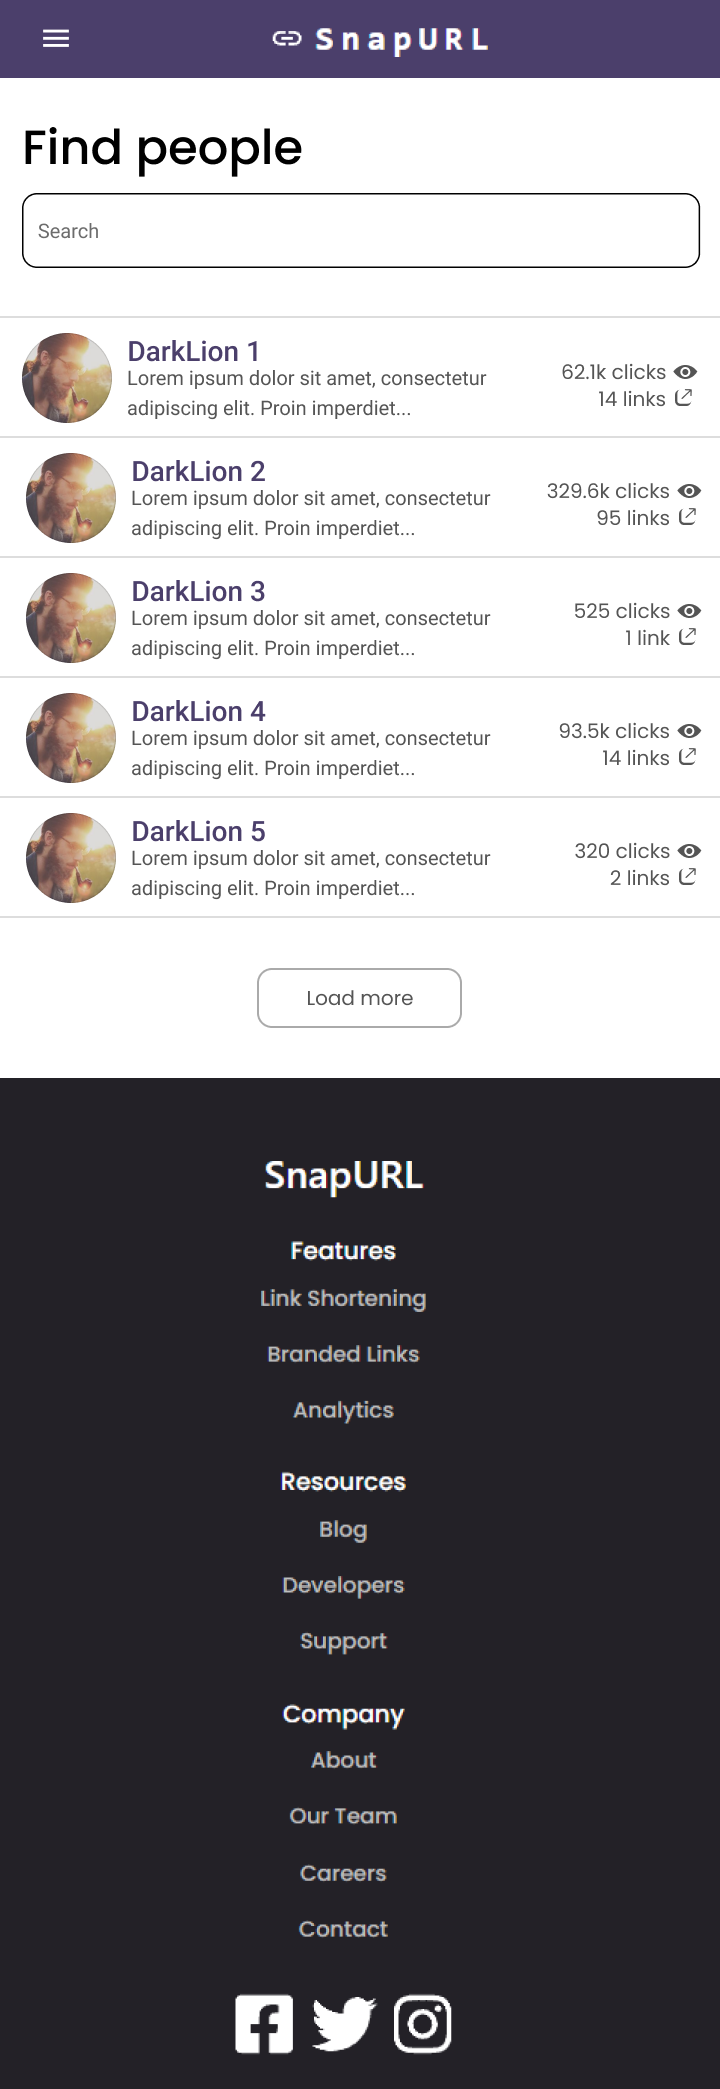 SnapURL
Find people
Search
DarkLion 1
Lorem ipsum dolor sit amet, consectetur
adipiscing elit. Proin imperdiet...
62.1k clicks
14 links
DarkLion 2
Lorem ipsum dolor sit amet, consectetur
adipiscing elit. Proin imperdiet...
329.6k clicks
95 links
DarkLion 3
Lorem ipsum dolor sit amet, consectetur
adipiscing elit. Proin imperdiet...
525 clicks
1 link
DarkLion 4
Lorem ipsum dolor sit amet, consectetur
adipiscing elit. Proin imperdiet...
93.5k clicks
14 links
DarkLion 5
Lorem ipsum dolor sit amet, consectetur
adipiscing elit. Proin imperdiet...
320 clicks
2 links
Load more
SnapURL
Features
Link Shortening
Branded Links
Analytics
Resources
Blog
Developers
Support
Company
About
Our Team
Careers
Contact